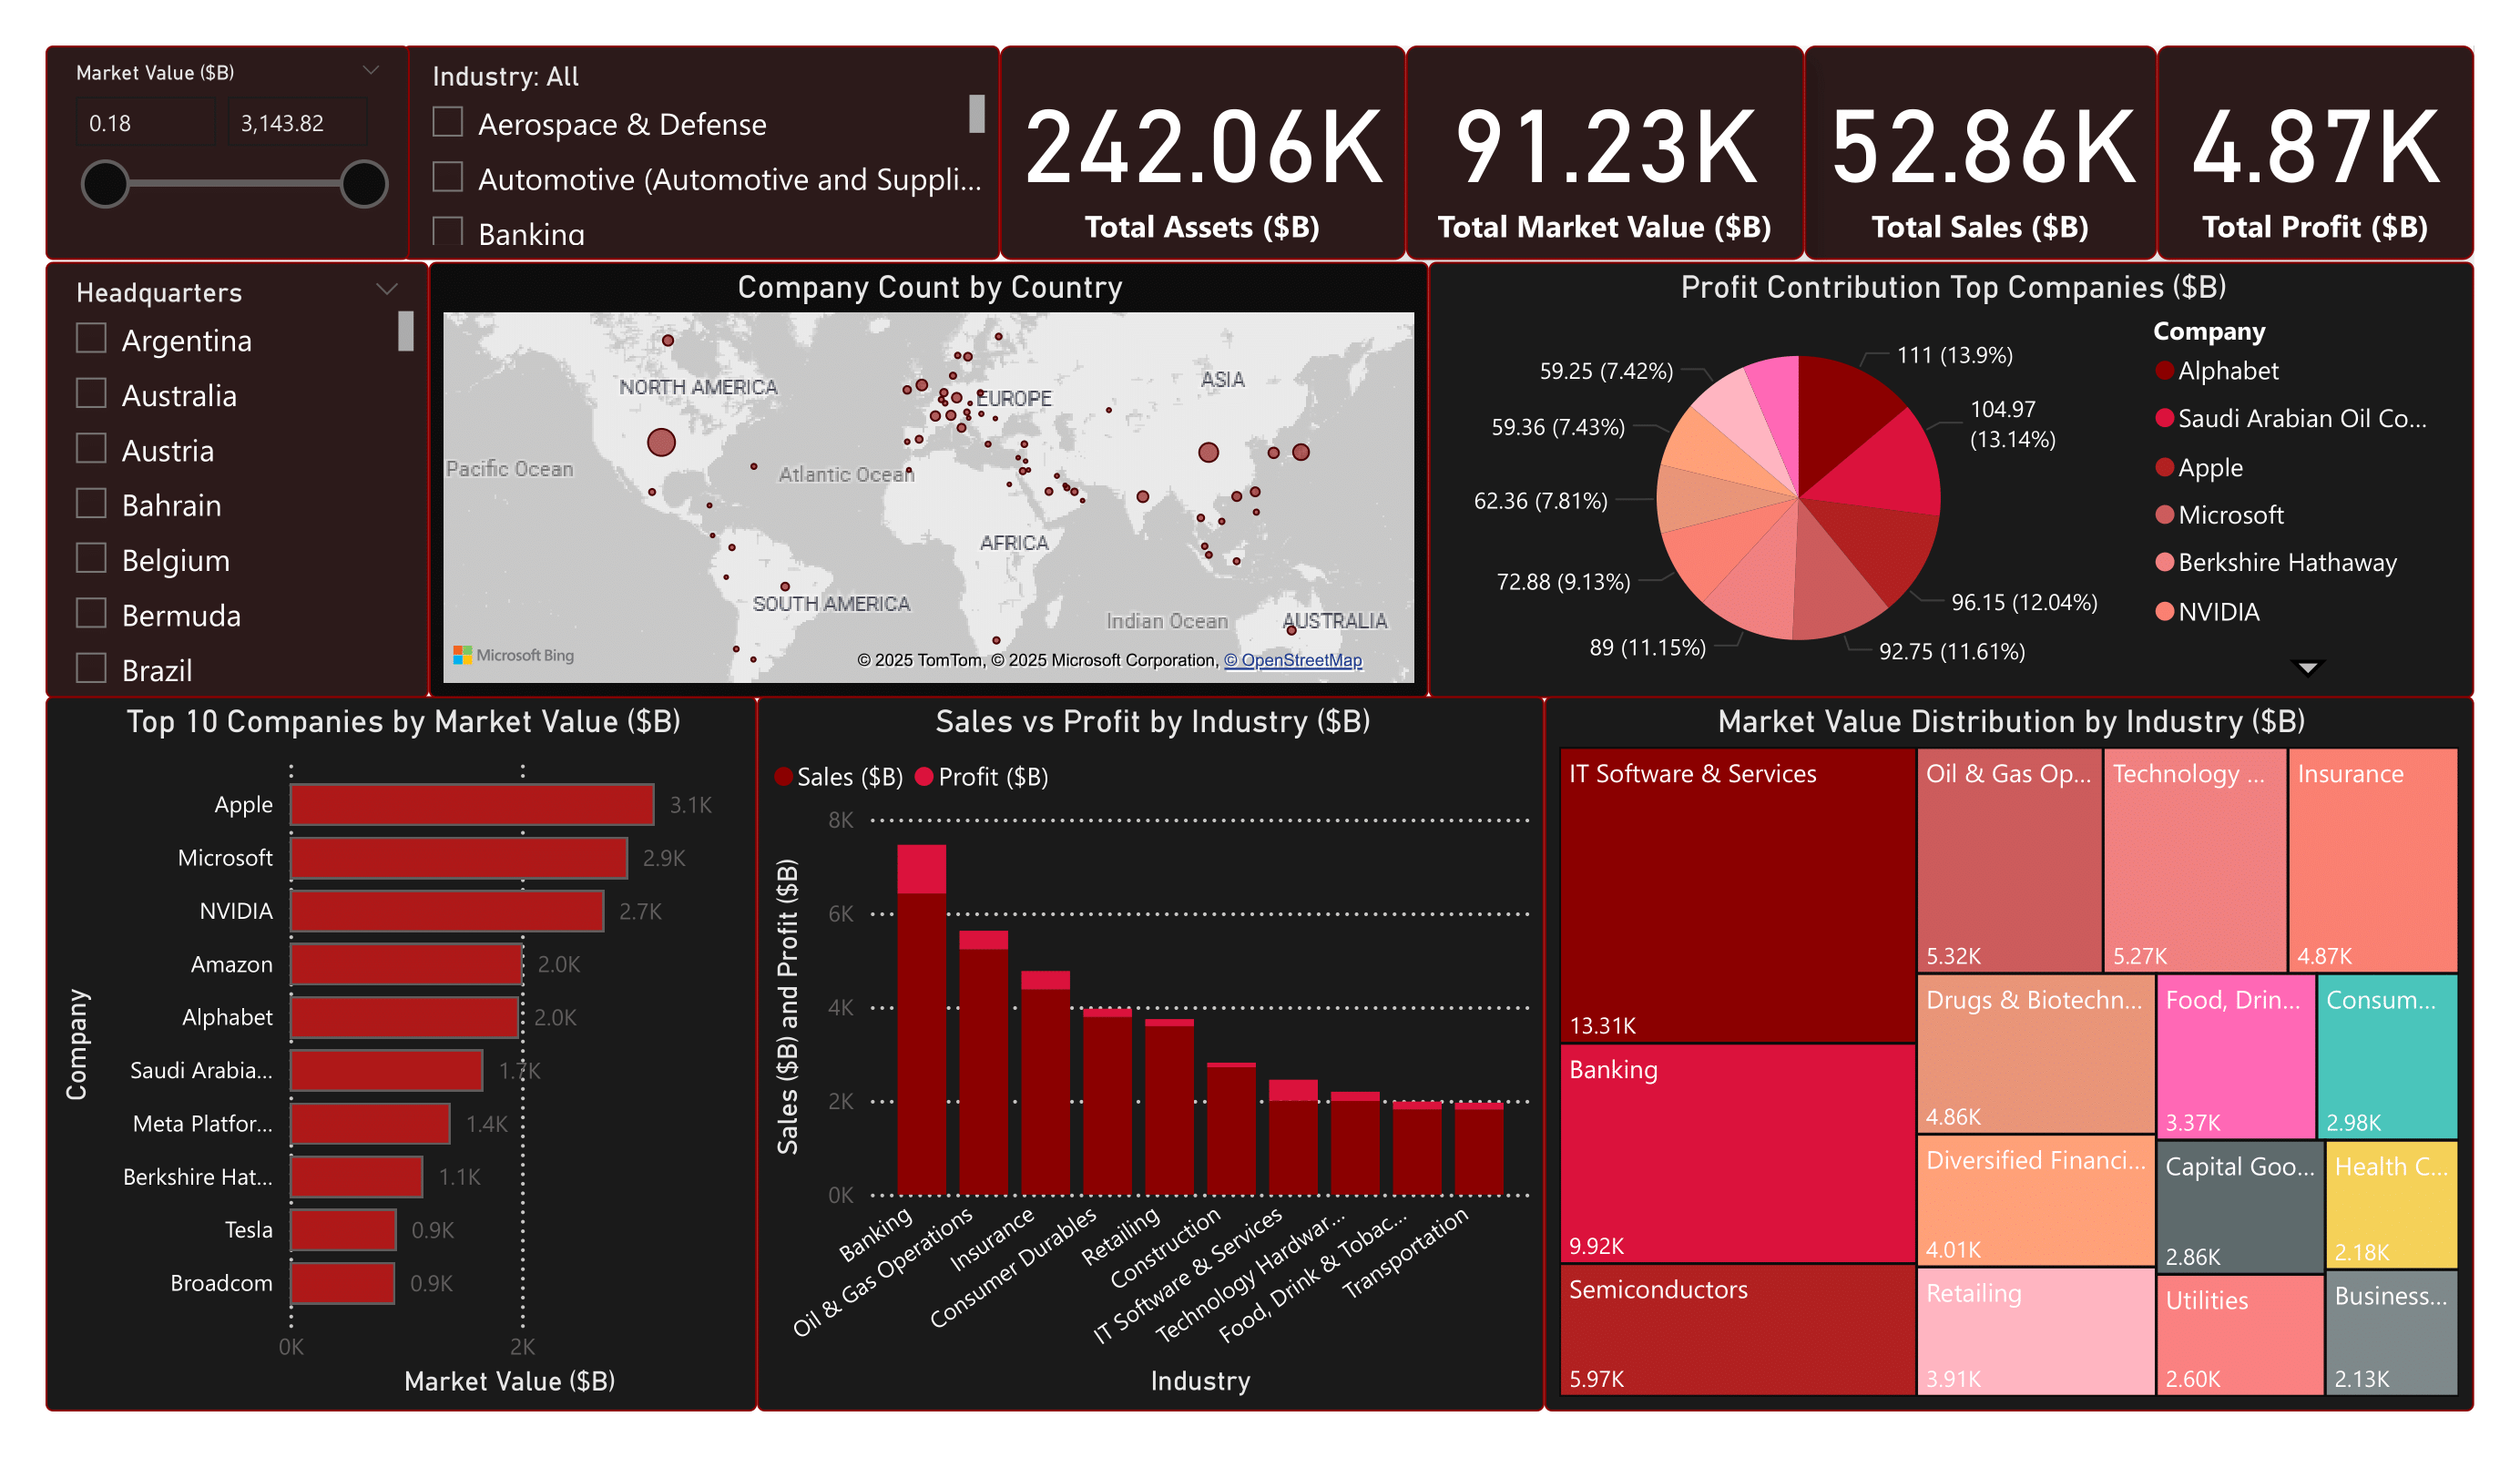 Market Value ($B)
0.18
3,143.82
Industry: All
Aerospace & Defense
Automotive (Automotive and Suppli...
Banking
242.06K
Total Assets ($B)
91.23K
Total Market Value ($B)
52.86K
Total Sales ($B)
4.87K
Total Profit ($B)
Headquarters
Argentina
Australia
Austria
Bahrain
Belgium
Bermuda
Brazil
Company Count by Country
NORTH AMERICA
EUROPE
ASIA
Pacific Ocean
Atlantic Ocean
AFRICA
SOUTH AMERICA
Indian Ocean
AUSTRALIA
Microsoft Bing
© 2025 TomTom, © 2025 Microsoft Corporation, © OpenStreetMap
Profit Contribution Top Companies ($B)
111 (13.9%)
104.97
(13.14%)
96.15 (12.04%)
92.75 (11.61%)
89 (11.15%)
72.88 (9.13%)
62.36 (7.81%)
59.36 (7.43%)
59.25 (7.42%)
Company
Alphabet
Saudi Arabian Oil Co...
Apple
Microsoft
Berkshire Hathaway
NVIDIA
Top 10 Companies by Market Value ($B)
Company
Apple 3.1K
Microsoft 2.9K
NVIDIA 2.7K
Amazon 2.0K
Alphabet 2.0K
Saudi Arabia... 1.7K
Meta Platfor... 1.4K
Berkshire Hat... 1.1K
Tesla 0.9K
Broadcom 0.9K
0K 2K
Market Value ($B)
Sales vs Profit by Industry ($B)
Sales ($B) Profit ($B)
Sales ($B) and Profit ($B)
8K
6K
4K
2K
0K
Banking
Oil & Gas Operations
Insurance
Consumer Durables
Retailing
Construction
IT Software & Services
Technology Hardwar...
Food, Drink & Tobac...
Transportation
Industry
Market Value Distribution by Industry ($B)
IT Software & Services
13.31K
Banking
9.92K
Semiconductors
5.97K
Oil & Gas Op...
5.32K
Technology ...
5.27K
Insurance
4.87K
Drugs & Biotechn...
4.86K
Diversified Financi...
4.01K
Retailing
3.91K
Food, Drin...
3.37K
Consum...
2.98K
Capital Goo...
2.86K
Utilities
2.60K
Health C...
2.18K
Business...
2.13K